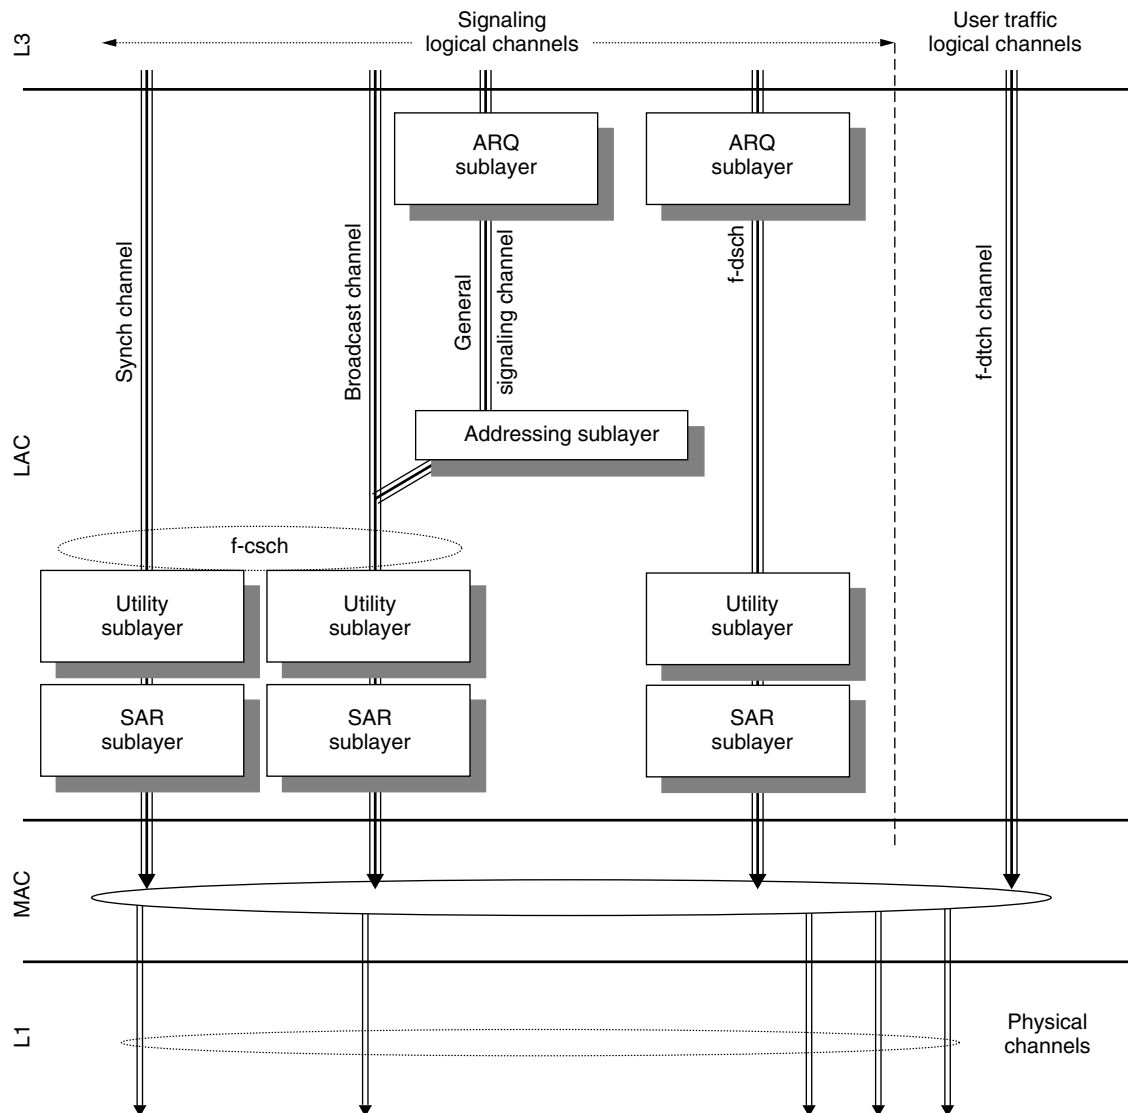 L3
Signaling
logical channels
User traffic
logical channels
ARQ
sublayer
ARQ
sublayer
Synch channel
Broadcast channel
General
signaling channel
f-dsch
f-dtch channel
LAC
Addressing sublayer
f-csch
Utility
sublayer
Utility
sublayer
Utility
sublayer
SAR
sublayer
SAR
sublayer
SAR
sublayer
MAC
L1
Physical
channels